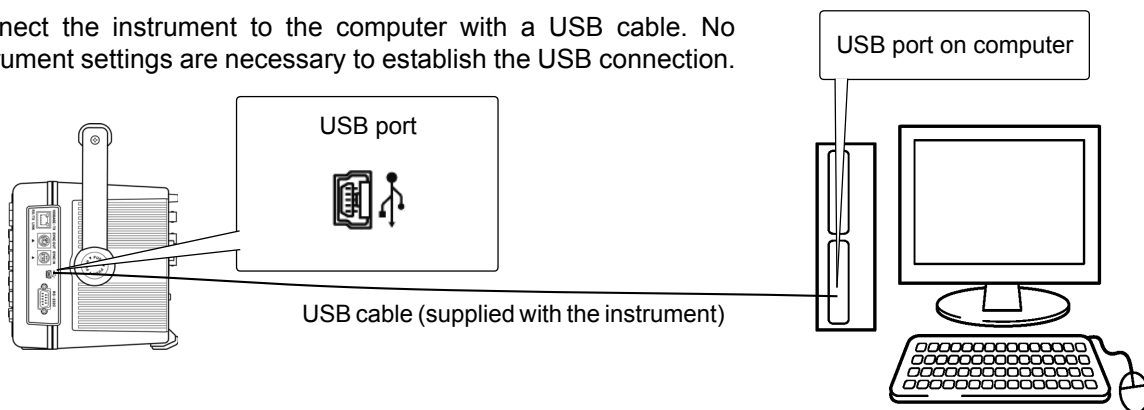 nect the instrument to the computer with a USB cable. No
rument settings are necessary to establish the USB connection.
USB port on computer
USB port
USB cable (supplied with the instrument)